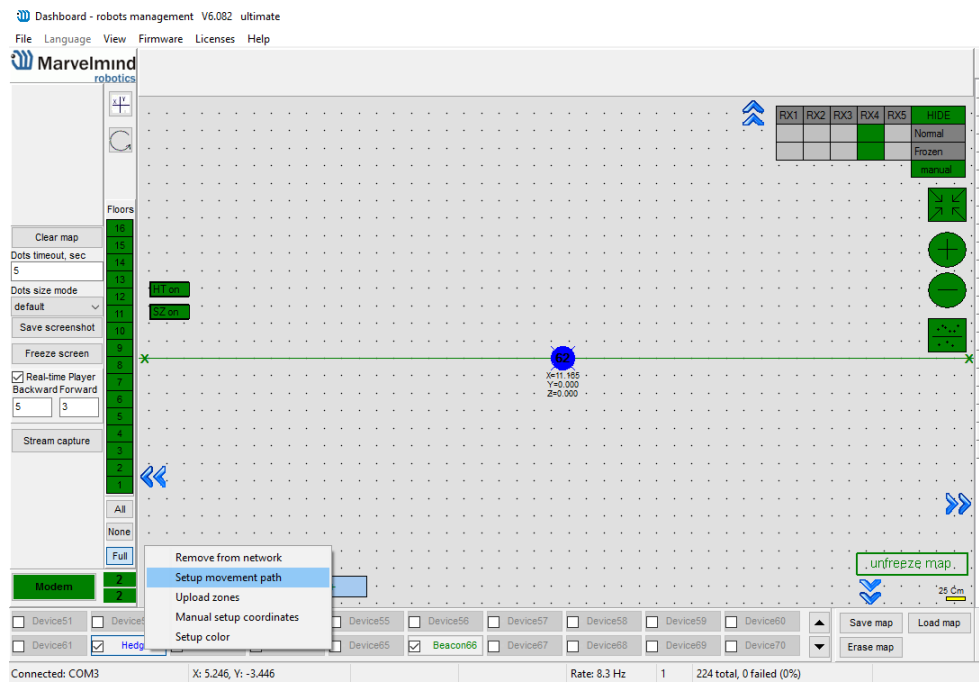 Dashboard - robots management V6.082 ultimate
File Language View Firmware Licenses Help
Marvelmind
robotics
RX1 RX2 RX3 RX4 RX5 HIDE
Normal
Frozen
manual
Floors
16
15
14
13
12
11
10
9
8
7
6
5
4
3
2
1
All
None
Full
Clear map
Dots timeout, sec
5
Dots size mode
default
Save screenshot
Freeze screen
Real-time Player
Backward Forward
5 3
Stream capture
HT on
SZ on
X X
62
X=11.165
Y=0.000
Z=0.000
unfreeze map
25 Cm
Modem 2
2
Remove from network
Setup movement path
Upload zones
Manual setup coordinates
Setup color
Device51 Device55 Device56 Device57 Device58 Device59 Device60 Save map Load map
Device61 Device65 Beacon66 Device67 Device68 Device69 Device70 Erase map
Connected: COM3 X: 5.246, Y: -3.446 Rate: 8.3 Hz 1 224 total, 0 failed (0%)